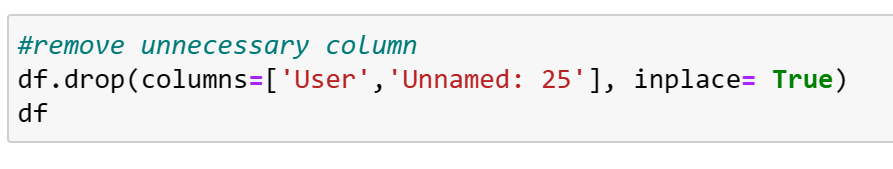 #remove unnecessary column
df.drop(columns=['User','Unnamed: 25'], inplace= True)
df